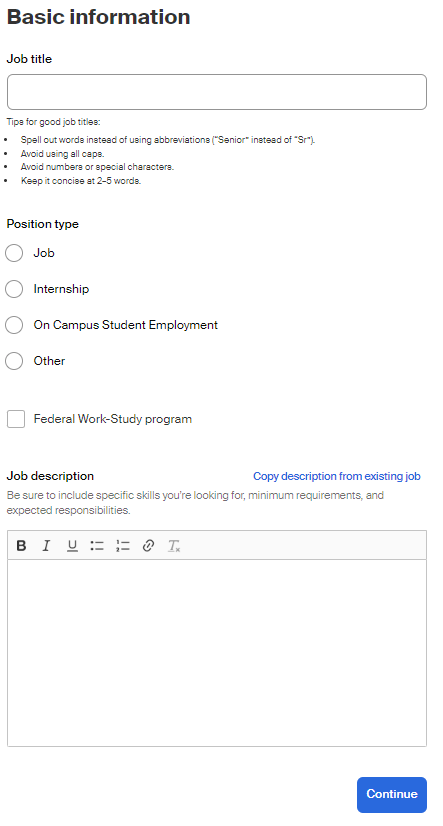 Basic information
Job title
Tips for good job titles:
• Spell out words instead of using abbreviations ("Senior" instead of "Sr").
• Avoid using all caps.
• Avoid numbers or special characters.
• Keep it concise at 2–5 words.
Position type
Job
Internship
On Campus Student Employment
Other
Federal Work-Study program
Job description Copy description from existing job
Be sure to include specific skills you're looking for, minimum requirements, and
expected responsibilities.
B I U
Continue